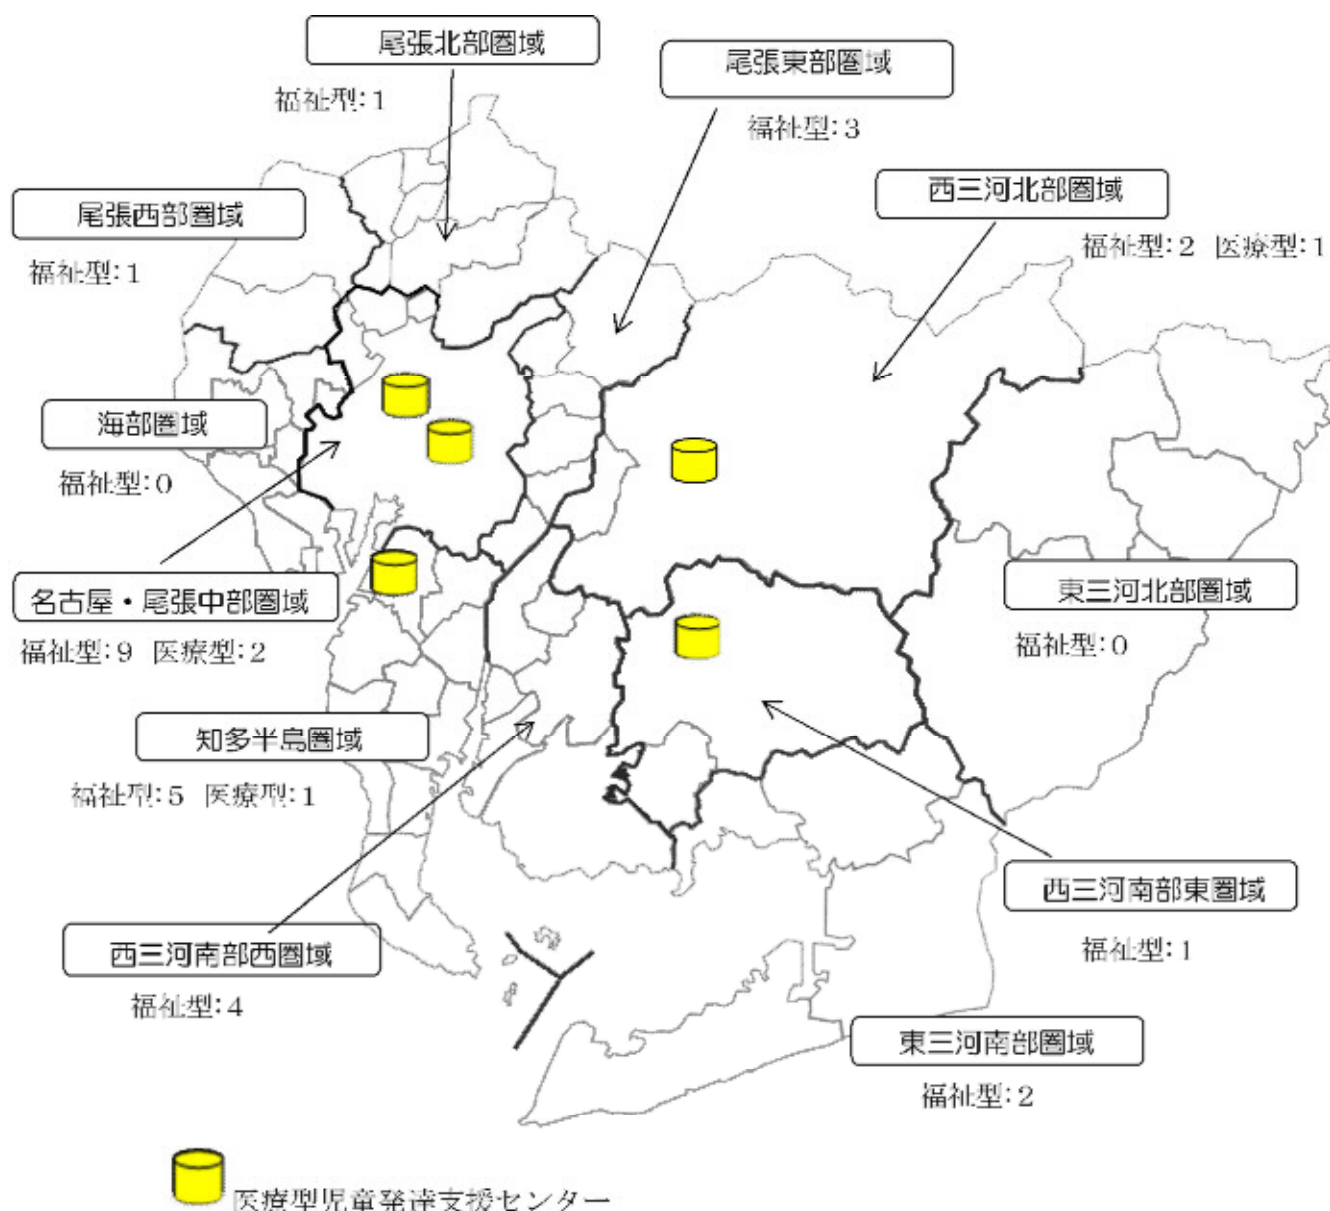 尾張北部圏域
福祉型:1
尾張東部圏域
福祉型:3
西三河北部圏域
福祉型:2 医療型:1
尾張西部圏域
福祉型:1
海部圏域
福祉型:0
名古屋・尾張中部圏域
福祉型:9 医療型:2
東三河北部圏域
福祉型:0
知多半島圏域
福祉型:5 医療型:1
西三河南部東圏域
福祉型:1
西三河南部西圏域
福祉型:4
東三河南部圏域
福祉型:2
医療型児童発達支援センター